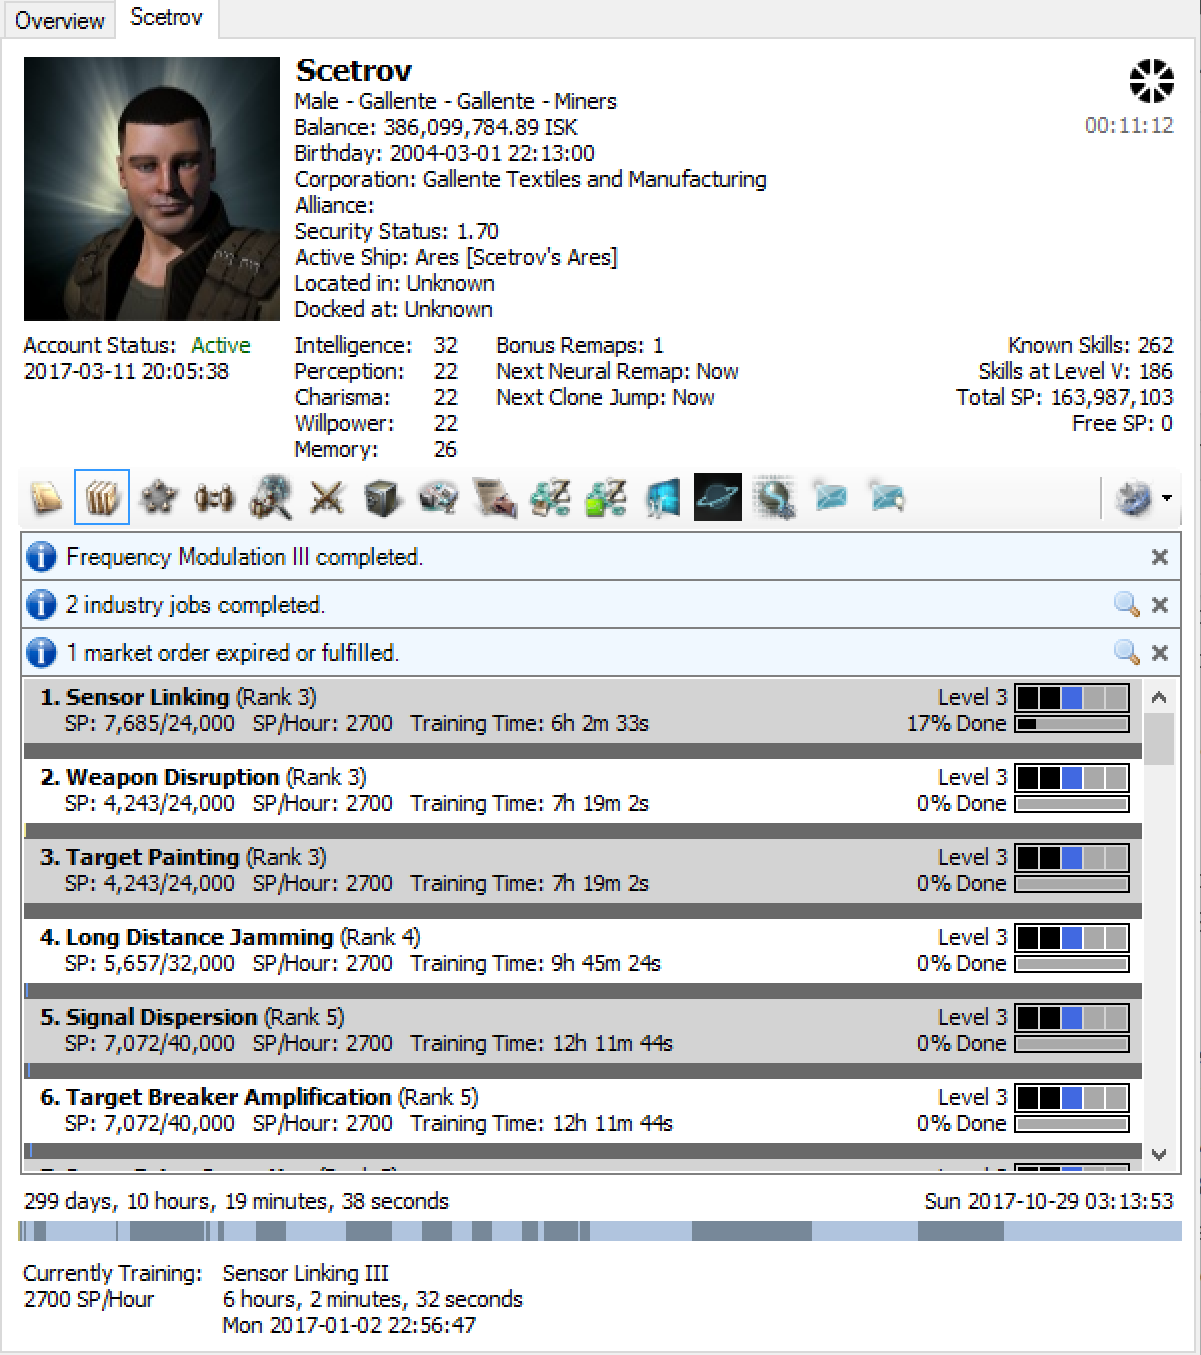 Overview Scetrov
Scetrov
Male - Gallente - Gallente - Miners
Balance: 386,099,784.89 ISK
00:11:12
Birthday: 2004-03-01 22:13:00
Corporation: Gallente Textiles and Manufacturing
Alliance:
Security Status: 1.70
Active Ship: Ares [Scetrov's Ares]
Located in: Unknown
Docked at: Unknown
Account Status: Active
2017-03-11 20:05:38
Intelligence: 32
Perception: 22
Charisma: 22
Willpower: 22
Memory: 26
Bonus Remaps: 1
Next Neural Remap: Now
Next Clone Jump: Now
Known Skills: 262
Skills at Level V: 186
Total SP: 163,987,103
Free SP: 0
Frequency Modulation III completed.
2 industry jobs completed.
1 market order expired or fulfilled.
1. Sensor Linking (Rank 3) Level 3
SP: 7,685/24,000 SP/Hour: 2700 Training Time: 6h 2m 33s 17% Done
2. Weapon Disruption (Rank 3) Level 3
SP: 4,243/24,000 SP/Hour: 2700 Training Time: 7h 19m 2s 0% Done
3. Target Painting (Rank 3) Level 3
SP: 4,243/24,000 SP/Hour: 2700 Training Time: 7h 19m 2s 0% Done
4. Long Distance Jamming (Rank 4) Level 3
SP: 5,657/32,000 SP/Hour: 2700 Training Time: 9h 45m 24s 0% Done
5. Signal Dispersion (Rank 5) Level 3
SP: 7,072/40,000 SP/Hour: 2700 Training Time: 12h 11m 44s 0% Done
6. Target Breaker Amplification (Rank 5) Level 3
SP: 7,072/40,000 SP/Hour: 2700 Training Time: 12h 11m 44s 0% Done
299 days, 10 hours, 19 minutes, 38 seconds Sun 2017-10-29 03:13:53
Currently Training: Sensor Linking III
2700 SP/Hour 6 hours, 2 minutes, 32 seconds
Mon 2017-01-02 22:56:47